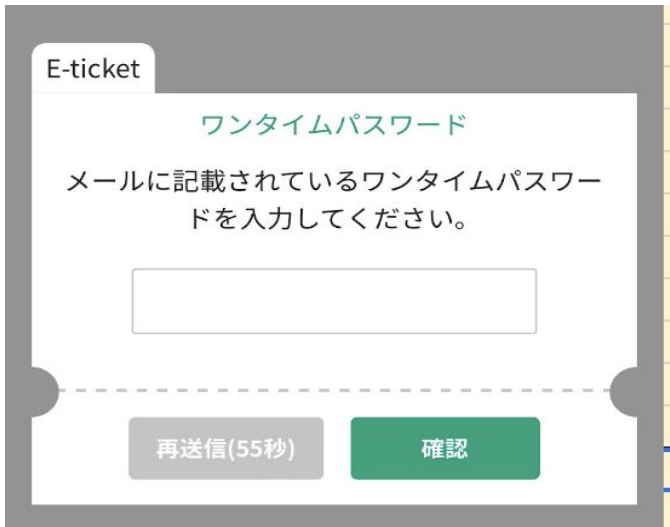 E-ticket
ワンタイムパスワード
メールに記載されているワンタイムパスワー
ドを入力してください。
再送信(55秒)
確認